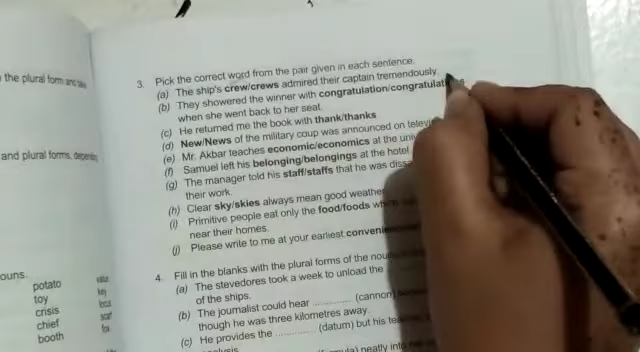 the plural form and
and plural forms, depending
ouns.
potato
toy
crisis
chief
booth
key
3. Pick the correct word from the pair given in each sentence.
(a) The ship's crew/crews admired their captain tremendously
(b) They showered the winner with congratulation/congratulations
when she went back to her seat.
(c) He returned me the book with thank/thanks
(d) New/News of the military coup was announced on
(e) Mr. Akbar teaches economic/economics at the
(f) Samuel left his belonging/belongings at the hotel
(g) The manager told his staff/staffs that he was
their work.
(h) Clear sky/skies always mean good weather
(i) Primitive people eat only the food/foods
near their homes.
(j) Please write to me at your earliest
4. Fill in the blanks with the plural forms of the
(a) The stevedores took a week to unload the
of the ships.
(b) The journalist could hear ............ (cannon)
though he was three kilometres away.
(c) He provides the ............ (datum) but his
neatly into